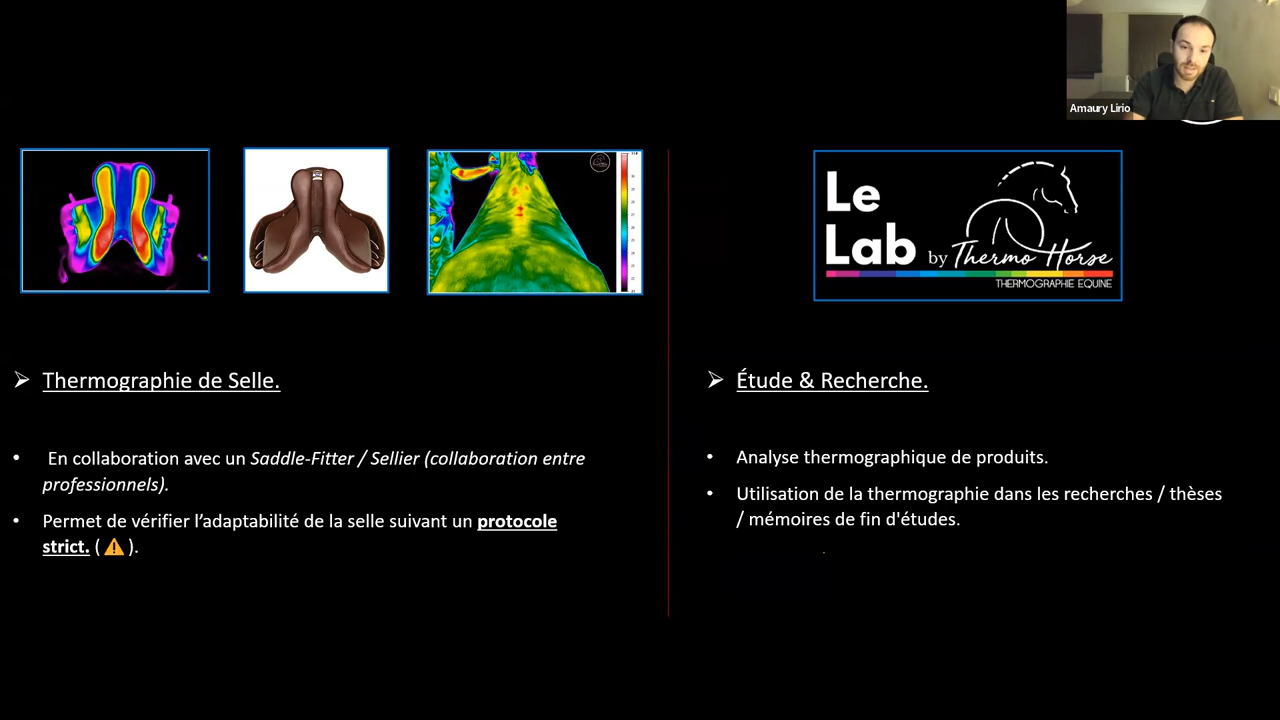 Amaury Lirio
Le
Lab by Thermo Horse
THERMOGRAPHIE EQUINE
➢ Thermographie de Selle.
• En collaboration avec un Saddle-Fitter / Sellier (collaboration entre
professionnels).
• Permet de vérifier l’adaptabilité de la selle suivant un protocole
strict. ( ⚠ ).
➢ Étude & Recherche.
• Analyse thermographique de produits.
• Utilisation de la thermographie dans les recherches / thèses
/ mémoires de fin d'études.